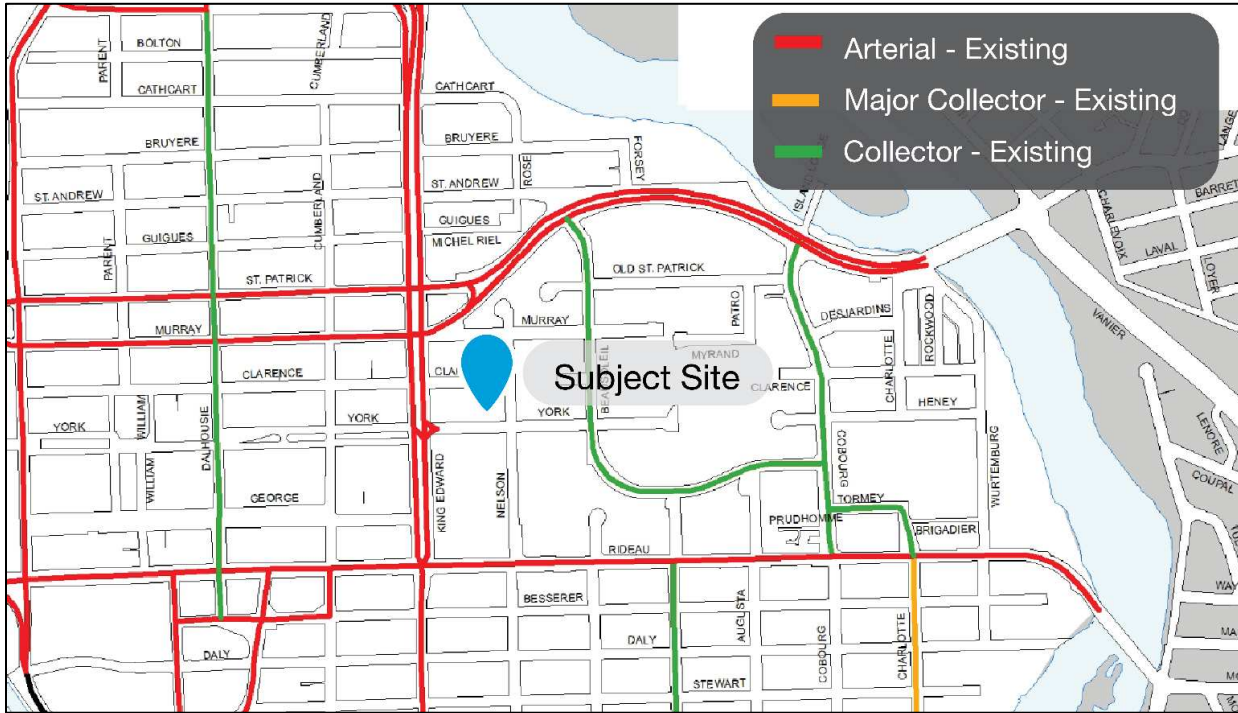 Arterial - Existing
Major Collector - Existing
Collector - Existing
BOLTON
PARENT
CUMBERLAND
CATHCART
CATHCART
BRUYERE
BRUYERE
FORSEY
ROSE
ST. ANDREW
ST. ANDREW
GUIGUES
GUIGUES
MICHEL RIEL
CUMBERLAND
PARENT
ST. PATRICK
OLD ST. PATRICK
BARRET
CHARLEVOIX
LAVAL
LOYER
VANIER
MURRAY
MURRAY
PATRO
DESJARDINS
ROCKWOOD
MYRAND
CLARENCE
CLARENCE
CHARLOTTE
HENEY
Subject Site
YORK
YORK
YORK
WILLIAM
WILLIAM
DALHOUSIE
LENORE
COUPAL
GEORGE
KING EDWARD
NELSON
COBOURG
WURTEMBURG
TORMEY
PRUDHOMME
BRIGADIER
RIDEAU
BESSERER
DALY
DALY
AUGUSTA
COBOURG
CHARLOTTE
STEWART